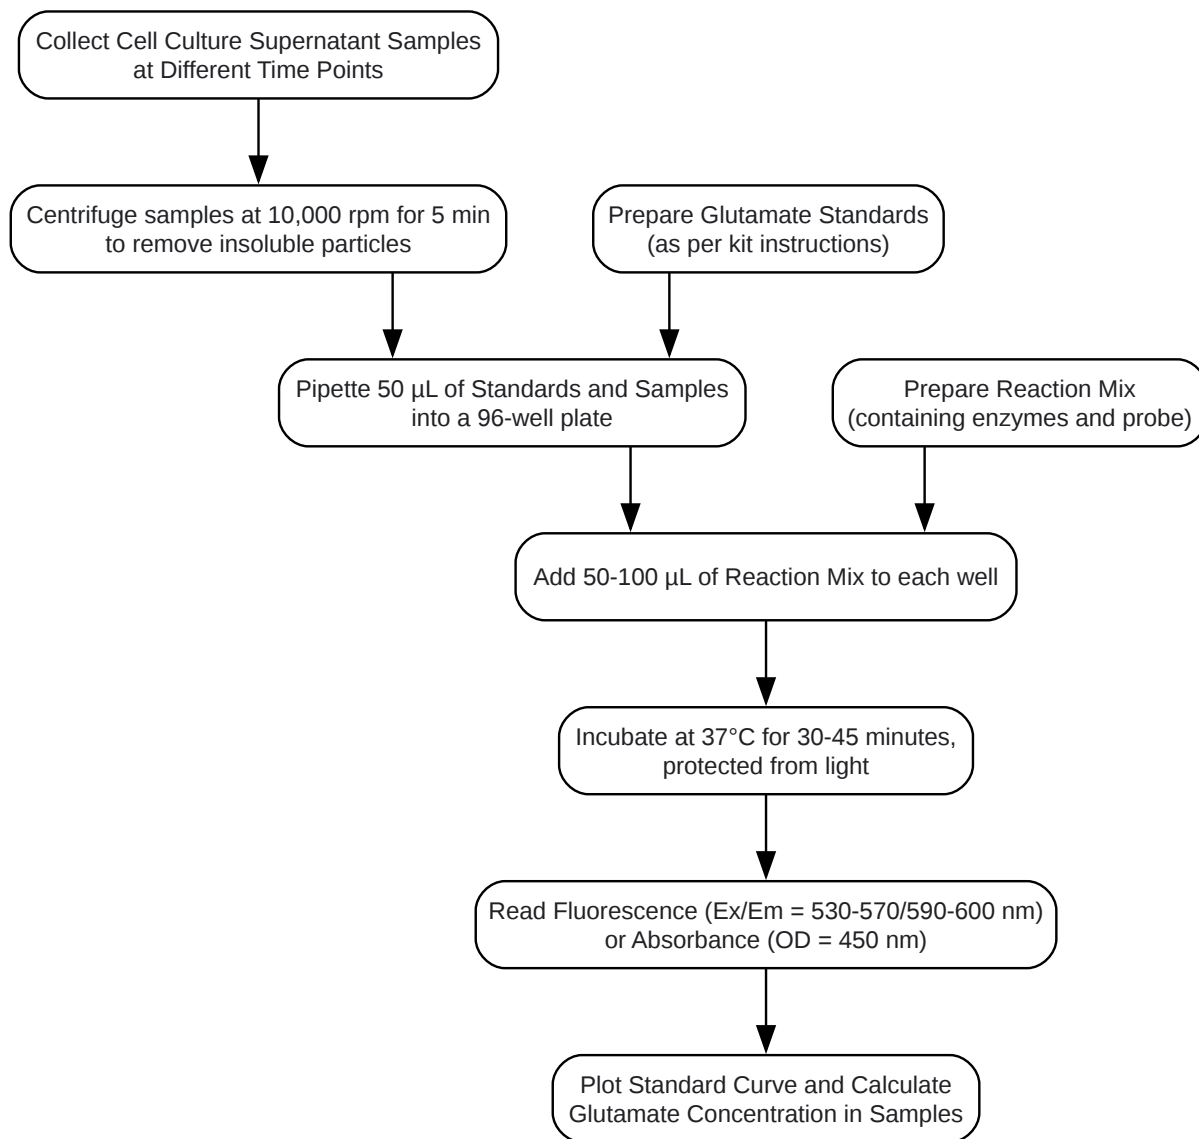 Collect Cell Culture Supernatant Samples
at Different Time Points
Centrifuge samples at 10,000 rpm for 5 min
to remove insoluble particles
Prepare Glutamate Standards
(as per kit instructions)
Pipette 50 µL of Standards and Samples
into a 96-well plate
Prepare Reaction Mix
(containing enzymes and probe)
Add 50-100 µL of Reaction Mix to each well
Incubate at 37°C for 30-45 minutes,
protected from light
Read Fluorescence (Ex/Em = 530-570/590-600 nm)
or Absorbance (OD = 450 nm)
Plot Standard Curve and Calculate
Glutamate Concentration in Samples